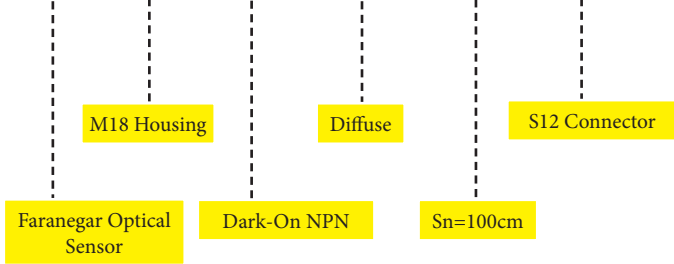 M18 Housing
Diffuse
S12 Connector
Faranegar Optical
Sensor
Dark-On NPN
Sn=100cm